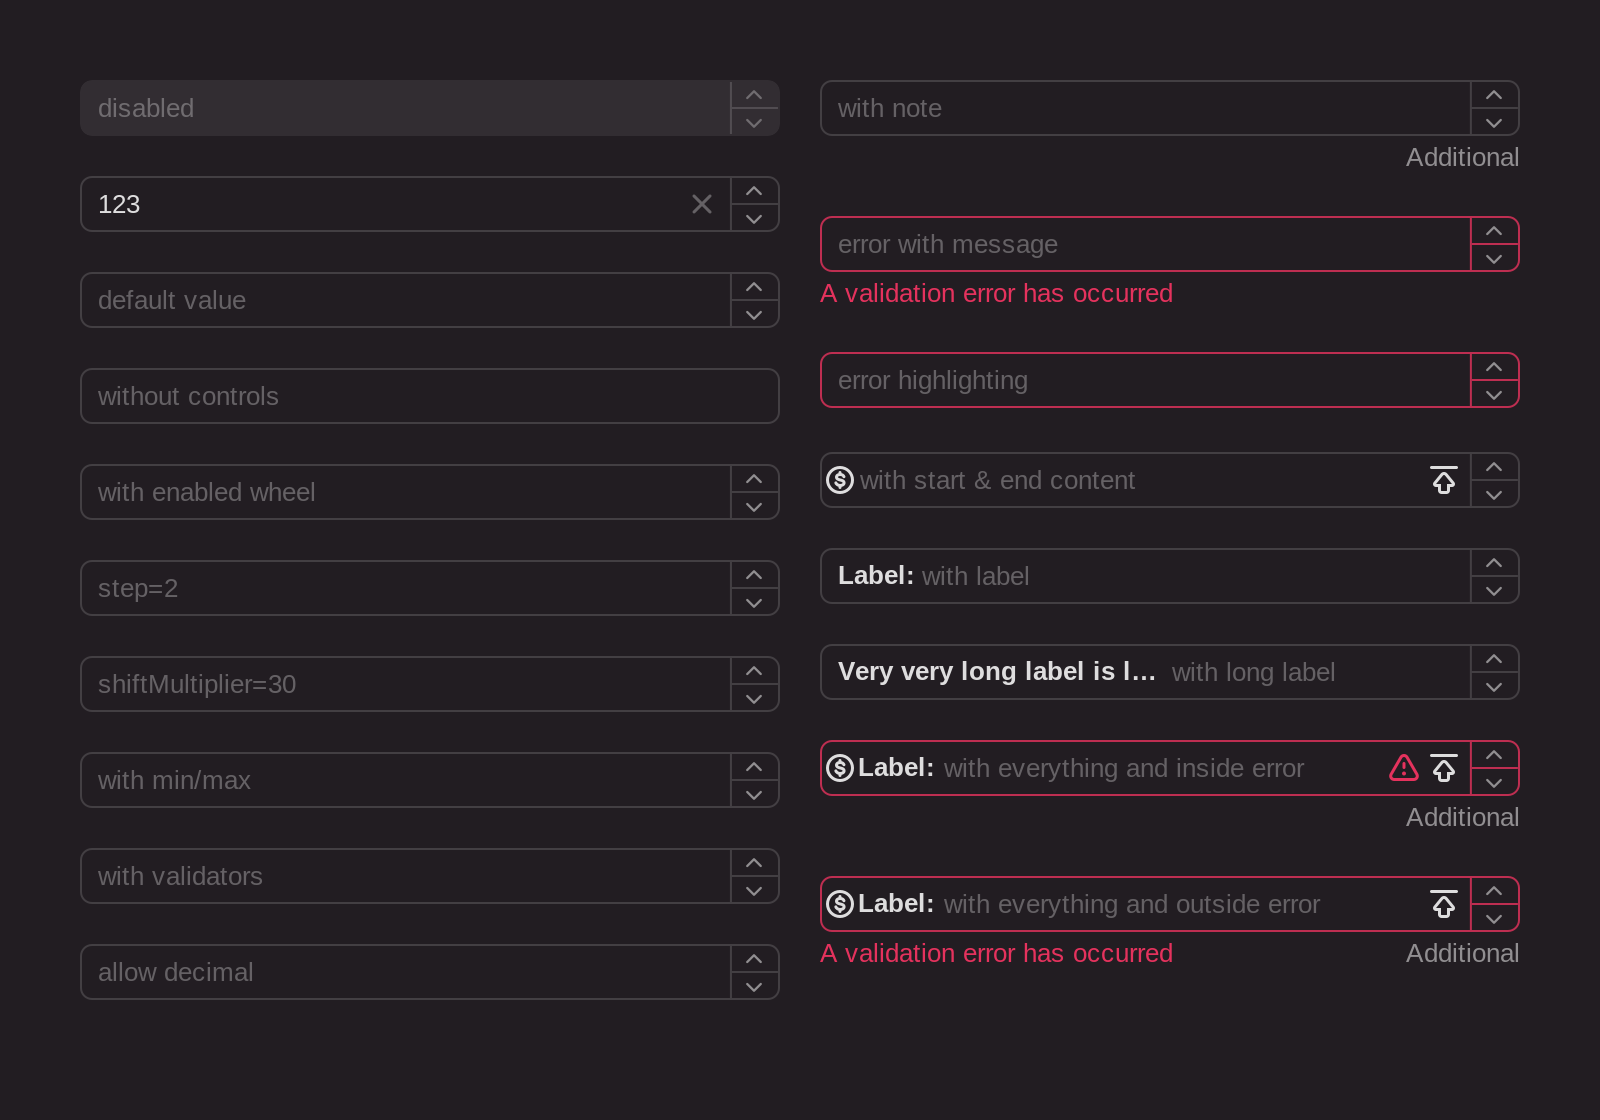 disabled
123
default value
without controls
with enabled wheel
step=2
shiftMultiplier=30
with min/max
with validators
allow decimal
with note
Additional
error with message
A validation error has occurred
error highlighting
with start & end content
Label: with label
Very very long label is l… with long label
Label: with everything and inside error
Additional
Label: with everything and outside error
A validation error has occurred Additional